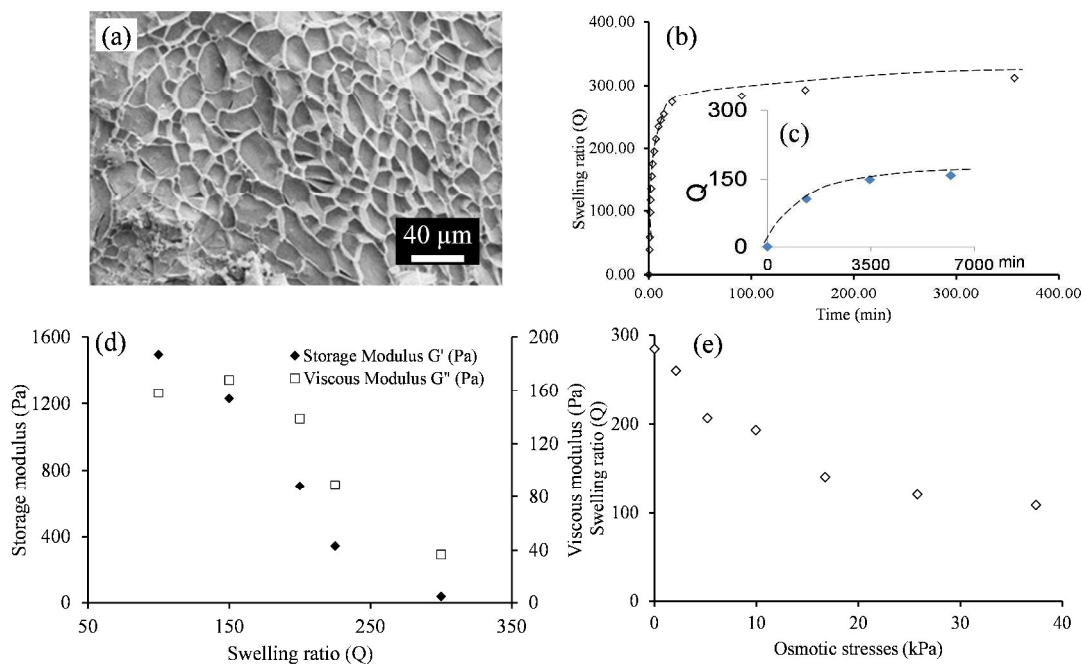 (a)
40 µm
(b)
400.00
300.00
200.00
100.00
0.00
Swelling ratio (Q)
0.00 100.00 200.00 300.00 400.00
Time (min)
(c)
300
150
0
Q
0 3500 7000 min
(d)
1600
1200
800
400
0
Storage modulus (Pa)
◆ Storage Modulus G' (Pa)
□ Viscous Modulus G" (Pa)
200
160
120
80
40
0
Viscous modulus (Pa)
50 150 250 350
Swelling ratio (Q)
(e)
300
200
100
0
Swelling ratio (Q)
0 10 20 30 40
Osmotic stresses (kPa)